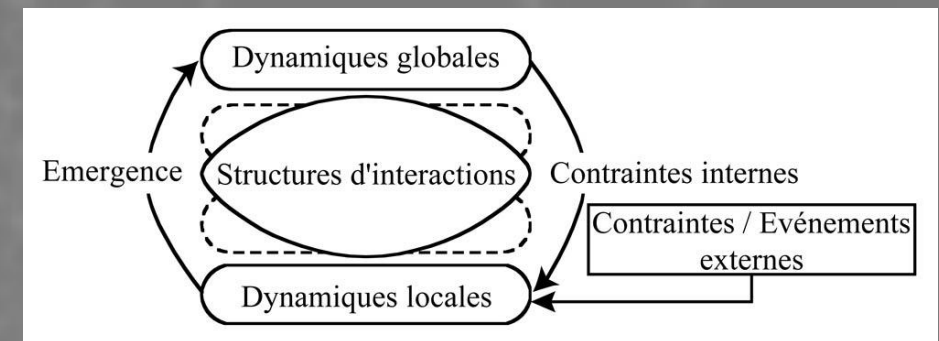 Dynamiques globales
Emergence
Structures d'interactions
Contraintes internes
Contraintes / Evénements
externes
Dynamiques locales